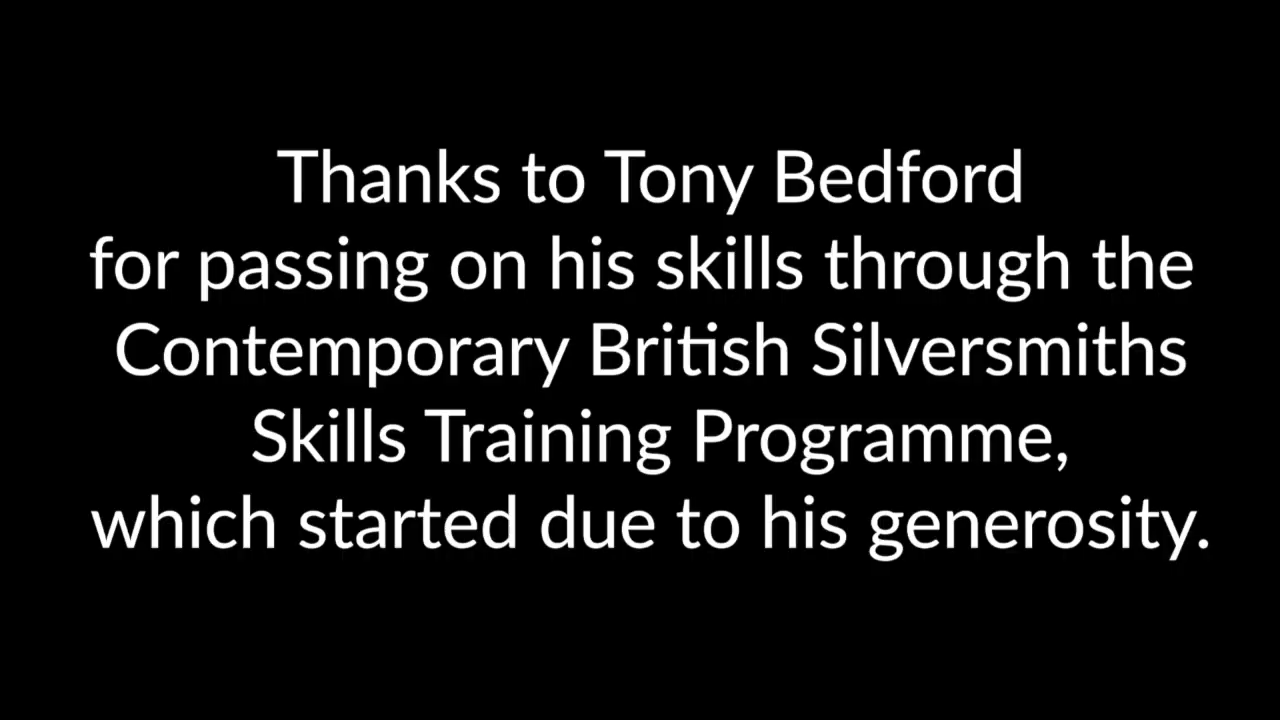 Thanks to Tony Bedford
for passing on his skills through the
Contemporary British Silversmiths
Skills Training Programme,
which started due to his generosity.